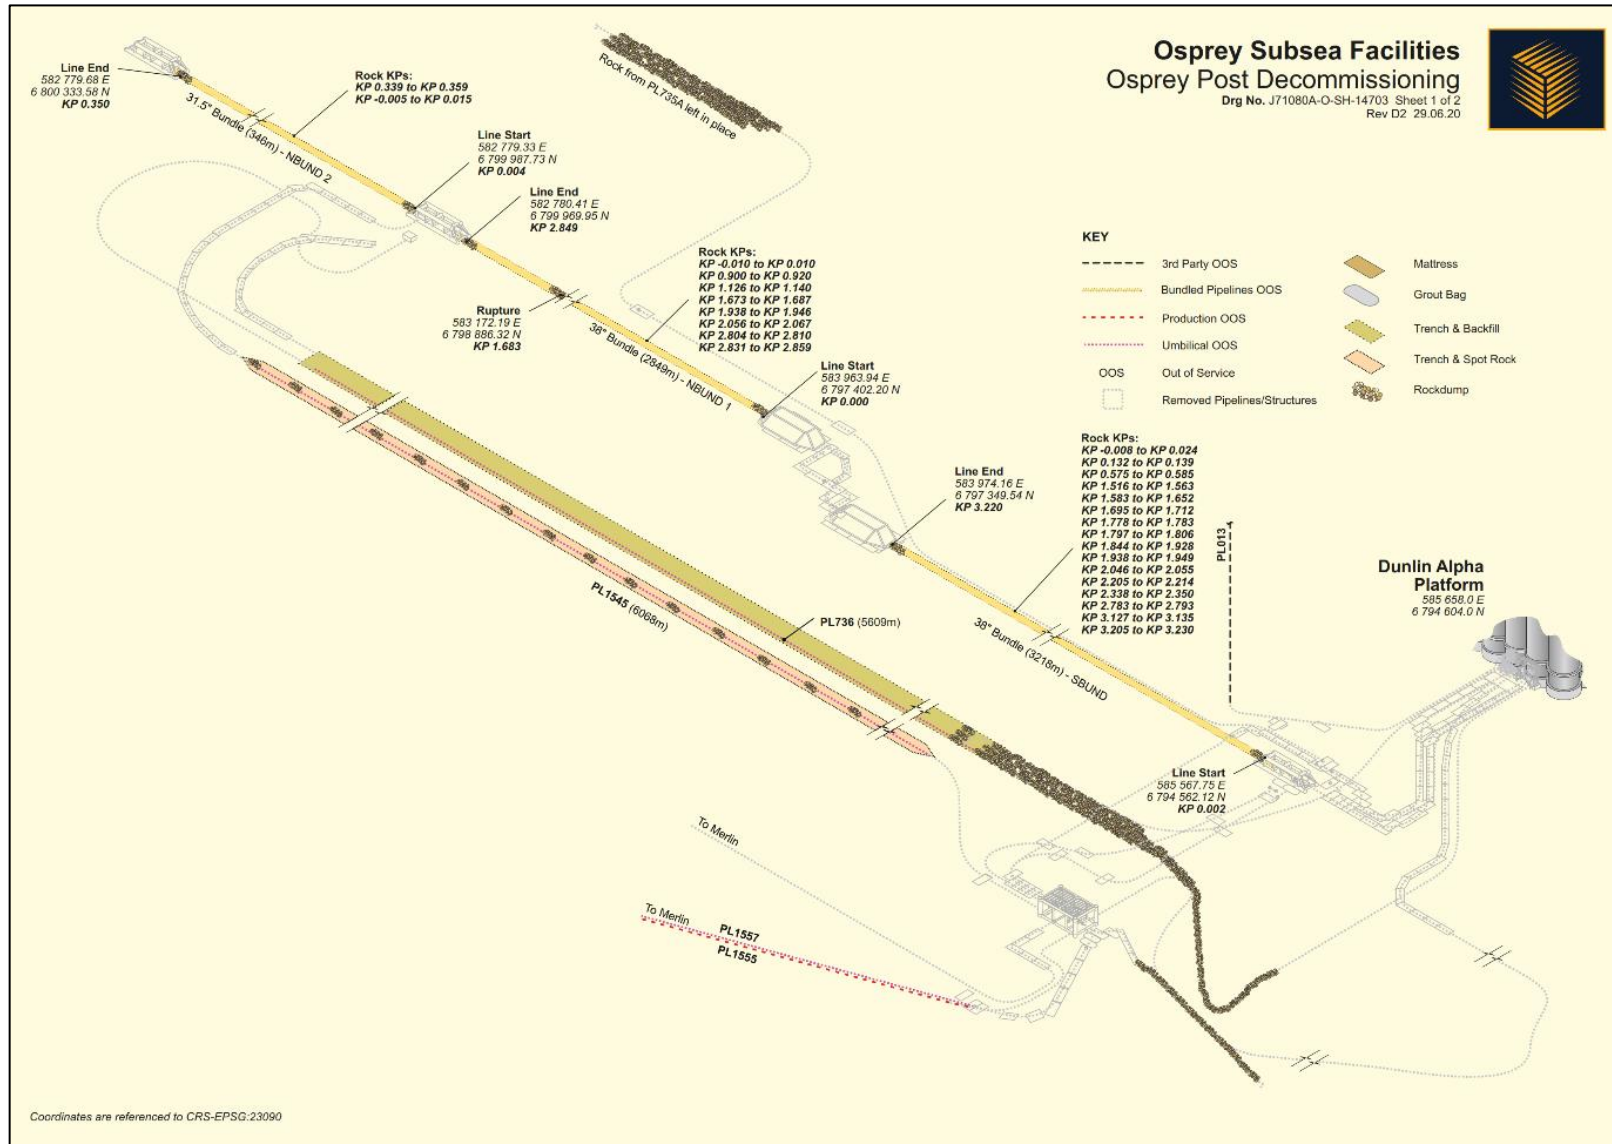 Osprey Subsea Facilities
Osprey Post Decommissioning
Drg No. J71080A-O-SH-14703 Sheet 1 of 2
Rev D2 29.06.20
Line End
582 779.68 E
6 800 333.58 N
KP 0.350
Rock KPs:
KP 0.339 to KP 0.359
KP -0.005 to KP 0.015
31.5" Bundle (346m) - NBUND 2
Rock from PL735A left in place
Line Start
582 779.33 E
6 799 987.73 N
KP 0.004
Line End
582 780.41 E
6 799 969.95 N
KP 2.849
Rupture
583 172.19 E
6 798 886.32 N
KP 1.683
Rock KPs:
KP -0.010 to KP 0.010
KP 0.900 to KP 0.920
KP 1.126 to KP 1.140
KP 1.673 to KP 1.687
KP 1.938 to KP 1.946
KP 2.056 to KP 2.067
KP 2.804 to KP 2.810
KP 2.831 to KP 2.859
38" Bundle (2849m) - NBUND 1
Line Start
583 963.94 E
6 797 402.20 N
KP 0.000
KEY
3rd Party OOS
Bundled Pipelines OOS
Production OOS
Umbilical OOS
OOS Out of Service
Removed Pipelines/Structures
Mattress
Grout Bag
Trench & Backfill
Trench & Spot Rock
Rockdump
Line End
583 974.16 E
6 797 349.54 N
KP 3.220
Rock KPs:
KP -0.008 to KP 0.024
KP 0.132 to KP 0.139
KP 0.575 to KP 0.585
KP 1.516 to KP 1.563
KP 1.583 to KP 1.652
KP 1.695 to KP 1.712
KP 1.778 to KP 1.783
KP 1.797 to KP 1.806
KP 1.844 to KP 1.928
KP 1.938 to KP 1.949
KP 2.046 to KP 2.055
KP 2.205 to KP 2.214
KP 2.338 to KP 2.350
KP 2.783 to KP 2.793
KP 3.127 to KP 3.135
KP 3.205 to KP 3.230
38" Bundle (3218m) - SBUND
PL013
Dunlin Alpha
Platform
585 658.0 E
6 794 604.0 N
PL1545 (6068m)
PL736 (5609m)
Line Start
585 567.75 E
6 794 562.12 N
KP 0.002
To Merlin
To Merlin
PL1557
PL1555
Coordinates are referenced to CRS-EPSG:23090